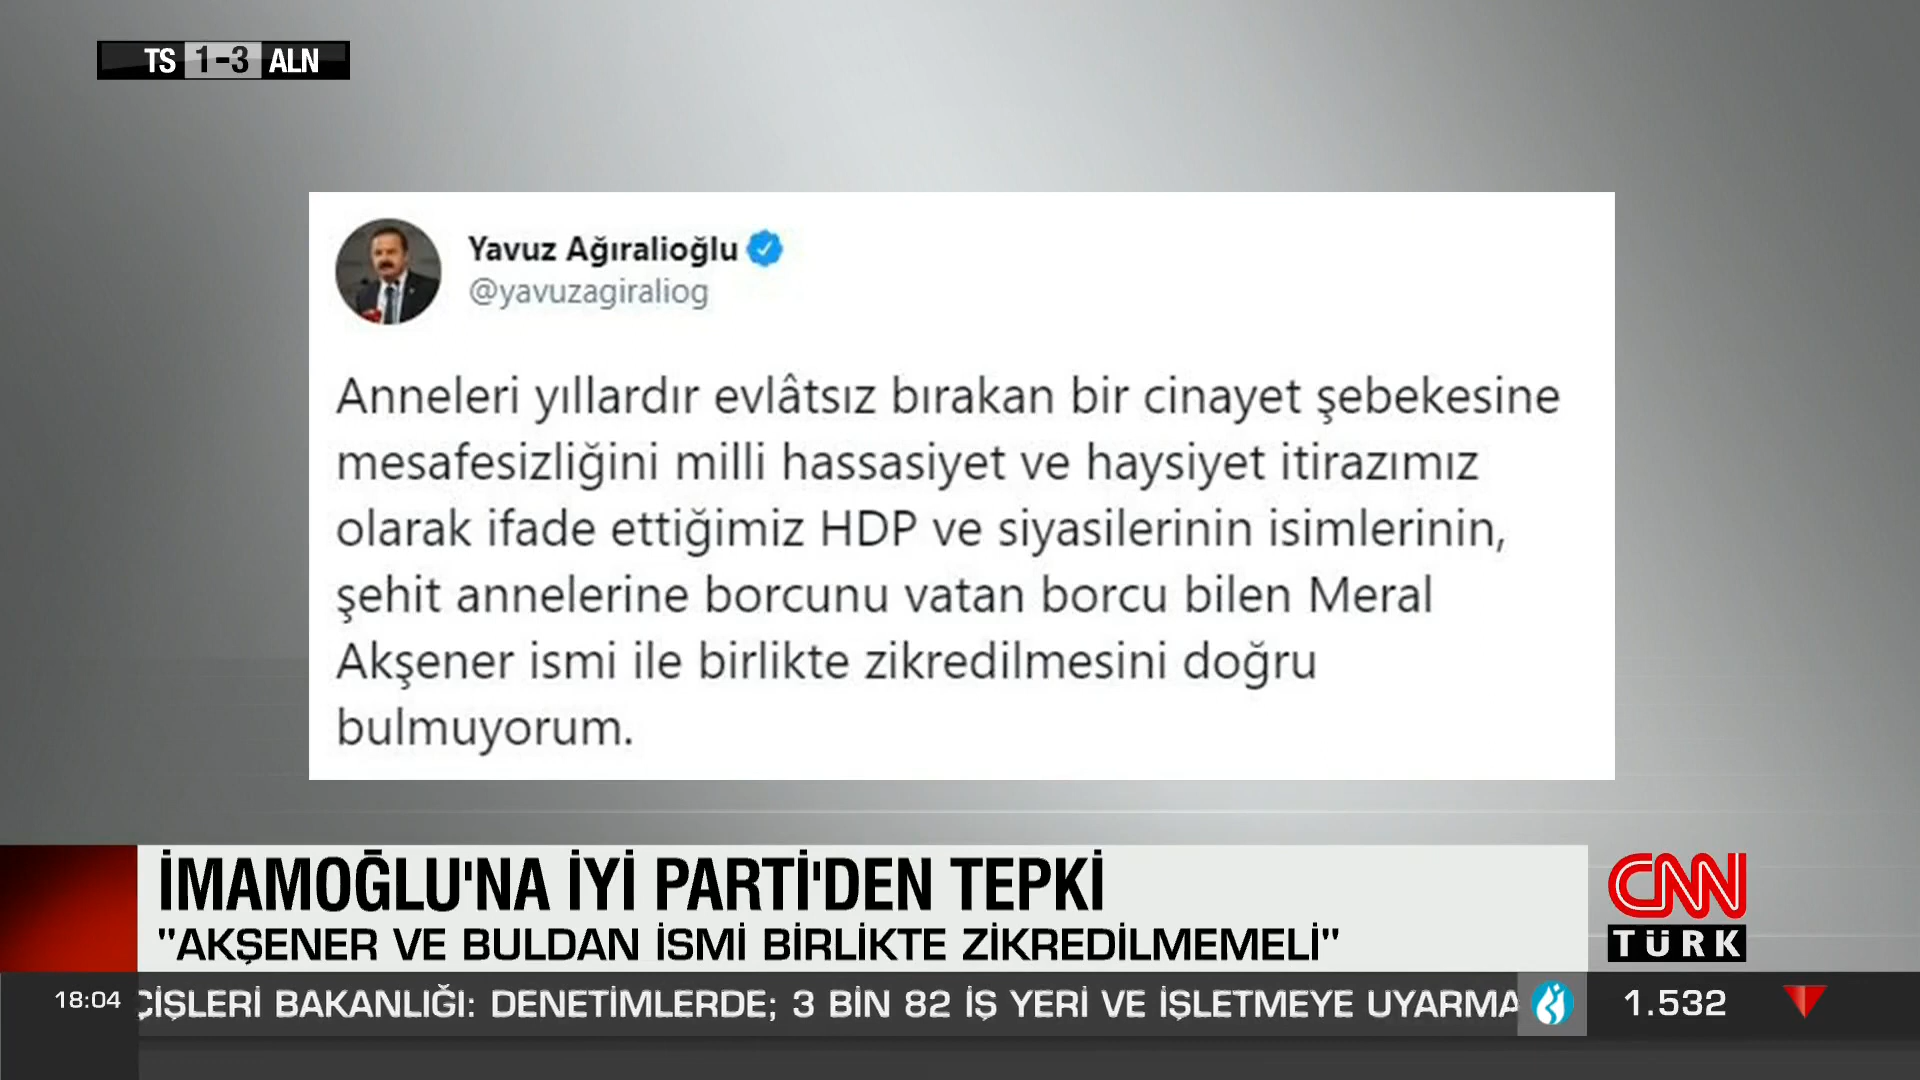 TS 1-3 ALN
Yavuz Ağıralioğlu
@yavuzagiraliog
Anneleri yıllardır evlâtsız bırakan bir cinayet şebekesine
mesafesizliğini milli hassasiyet ve haysiyet itirazımız
olarak ifade ettiğimiz HDP ve siyasilerinin isimlerinin,
şehit annelerine borcunu vatan borcu bilen Meral
Akşener ismi ile birlikte zikredilmesini doğru
bulmuyorum.
İMAMOĞLU'NA İYİ PARTİ'DEN TEPKİ
"AKŞENER VE BULDAN İSMİ BİRLİKTE ZİKREDİLMEMELİ"
CNN
TÜRK
18:04 ÇİŞLERİ BAKANLIĞI: DENETİMLERDE; 3 BİN 82 İŞ YERİ VE İŞLETMEYE UYARMA 1.532